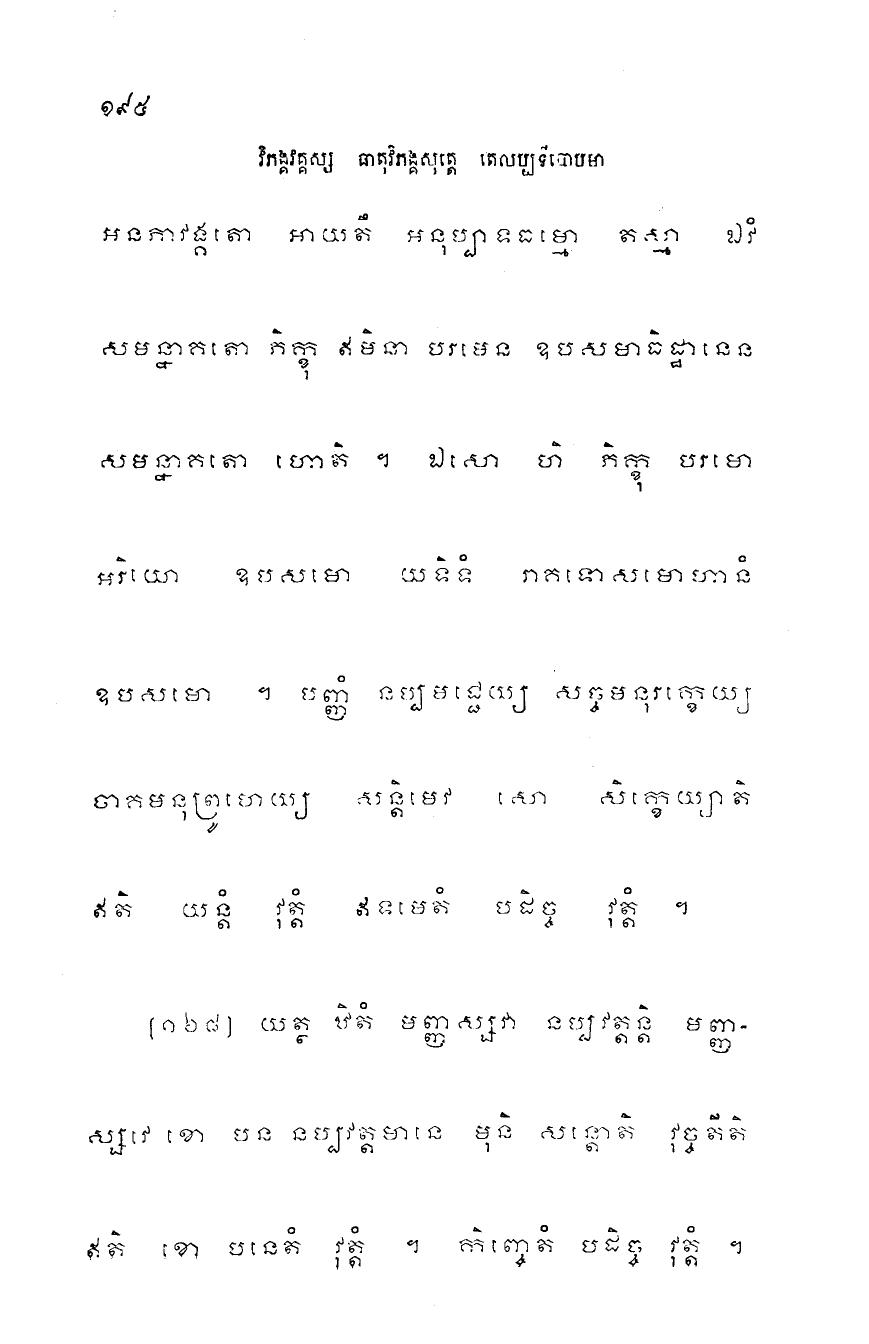 ១៩៥
វិភង្គវគ្គស្ស ធាតុវិភង្គសុត្តេ តេលប្បទីបោបមា
អនភាវង្គតោ អាយតឹ អនុប្បាទធម្មោ តស្មា ឯវំ
សមន្នាគតោ ភិក្ខុ ឥមិនា បរមេន ឧបសមាធិដ្ឋានេន
សមន្នាគតោ ហោតិ ។ ឯសោ ហិ ភិក្ខុ បរមោ
អរិយោ ឧបសមោ យទិទំ រាគទោសមោហានំ
ឧបសមោ ។ បញ្ញំ នប្បមជ្ជេយ្យ សច្ចមនុរក្ខេយ្យ
ចាគមនុព្រូហេយ្យ សន្តិមេវ សោ សិក្ខេយ្យាតិ
ឥតិ យន្តំ វុត្តំ ឥទមេតំ បដិច្ច វុត្តំ ។
[១៦៨] យត្ថ ឋិតំ មញ្ញស្សវា នប្បវត្តន្តិ មញ្ញ-
ស្សវេ ខោ បន នប្បវត្តមានេ មុនិ សន្តោតិ វុច្ចតីតិ
ឥតិ ខោ បនេតំ វុត្តំ ។ កិញ្ចេតំ បដិច្ច វុត្តំ ។